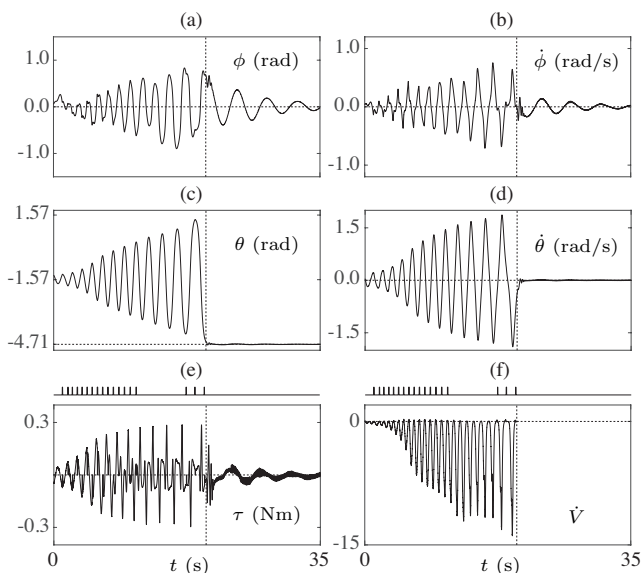 (a)
(b)
1.0
0.0
-1.0
ϕ (rad)
1.0
0.0
-1.0
ϕ̇ (rad/s)
(c)
(d)
1.57
-1.57
-4.71
θ (rad)
1.5
0.0
-1.5
θ̇ (rad/s)
(e)
(f)
0.3
-0.3
τ (Nm)
0
-15
V̇
0
t (s)
35
0
t (s)
35